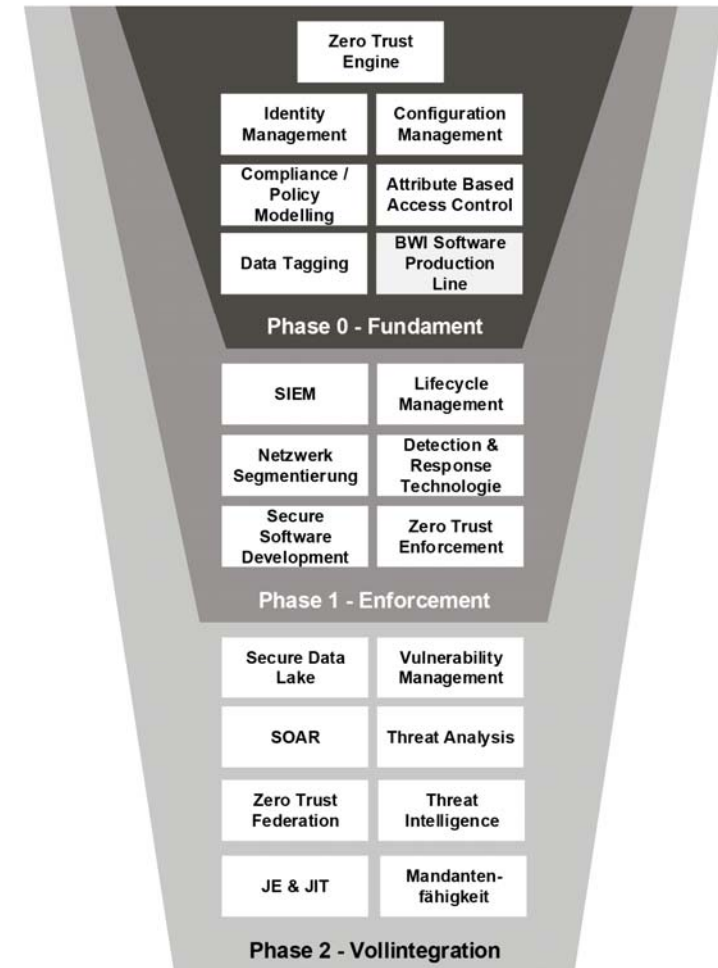 Zero Trust
Engine
Identity
Management
Configuration
Management
Compliance /
Policy
Modelling
Attribute Based
Access Control
Data Tagging
BWI Software
Production
Line
Phase 0 - Fundament
SIEM
Lifecycle
Management
Netzwerk
Segmentierung
Detection &
Response
Technologie
Secure
Software
Development
Zero Trust
Enforcement
Phase 1 - Enforcement
Secure Data
Lake
Vulnerability
Management
SOAR
Threat Analysis
Zero Trust
Federation
Threat
Intelligence
JE & JIT
Mandanten-
fähigkeit
Phase 2 - Vollintegration